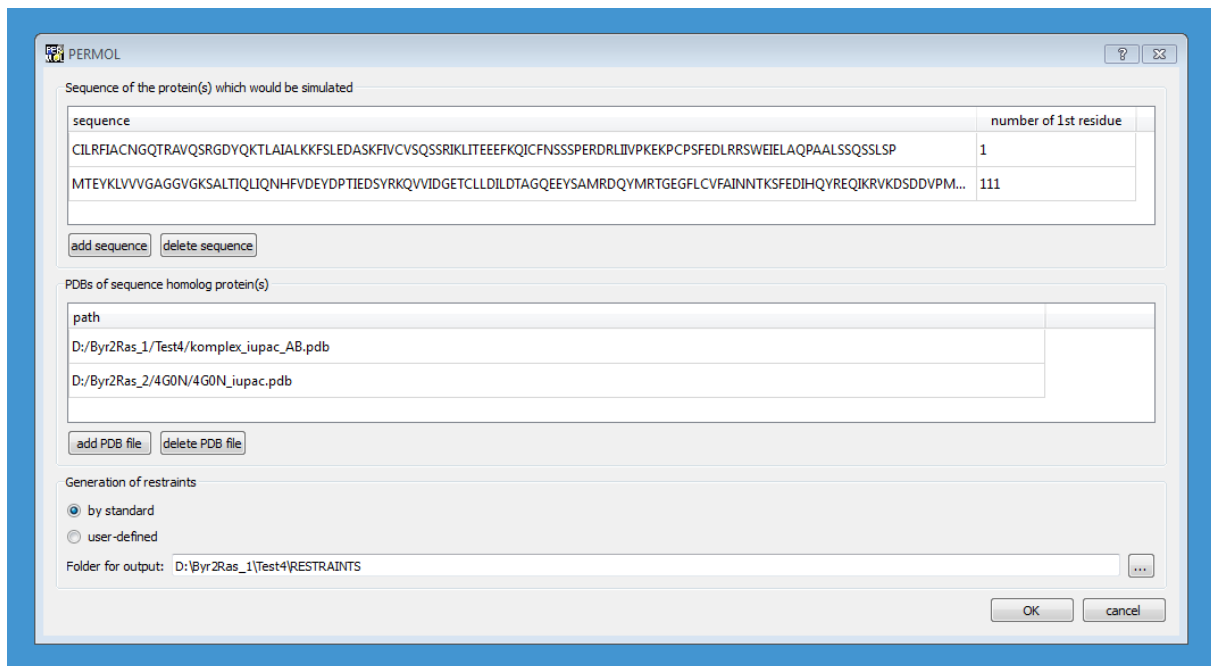 PERMOL
Sequence of the protein(s) which would be simulated
sequence number of 1st residue
CILRFIACNGQTRAVQSRGDYQKTLAIALKKFSLEDASKFIVCVSQSSRIKLITEEEFKQICFNSSSPERDRLIIVPKEKPCPSFEDLRRSWEIELAQPAALSSQSSLSP 1
MTEYKLVVVGAGGVGKSALTIQLIQNHFVDEYDPTIEDSYRKQVVIDGETCLLDILDTAGQEEYSAMRDQYMRTGEGFLCVFAINNTKSFEDIHQYREQIKRVKDSDDVPM... 111
add sequence delete sequence
PDBs of sequence homolog protein(s)
path
D:/Byr2Ras_1/Test4/komplex_iupac_AB.pdb
D:/Byr2Ras_2/4G0N/4G0N_iupac.pdb
add PDB file delete PDB file
Generation of restraints
by standard
user-defined
Folder for output: D:\Byr2Ras_1\Test4\RESTRAINTS ...
OK cancel